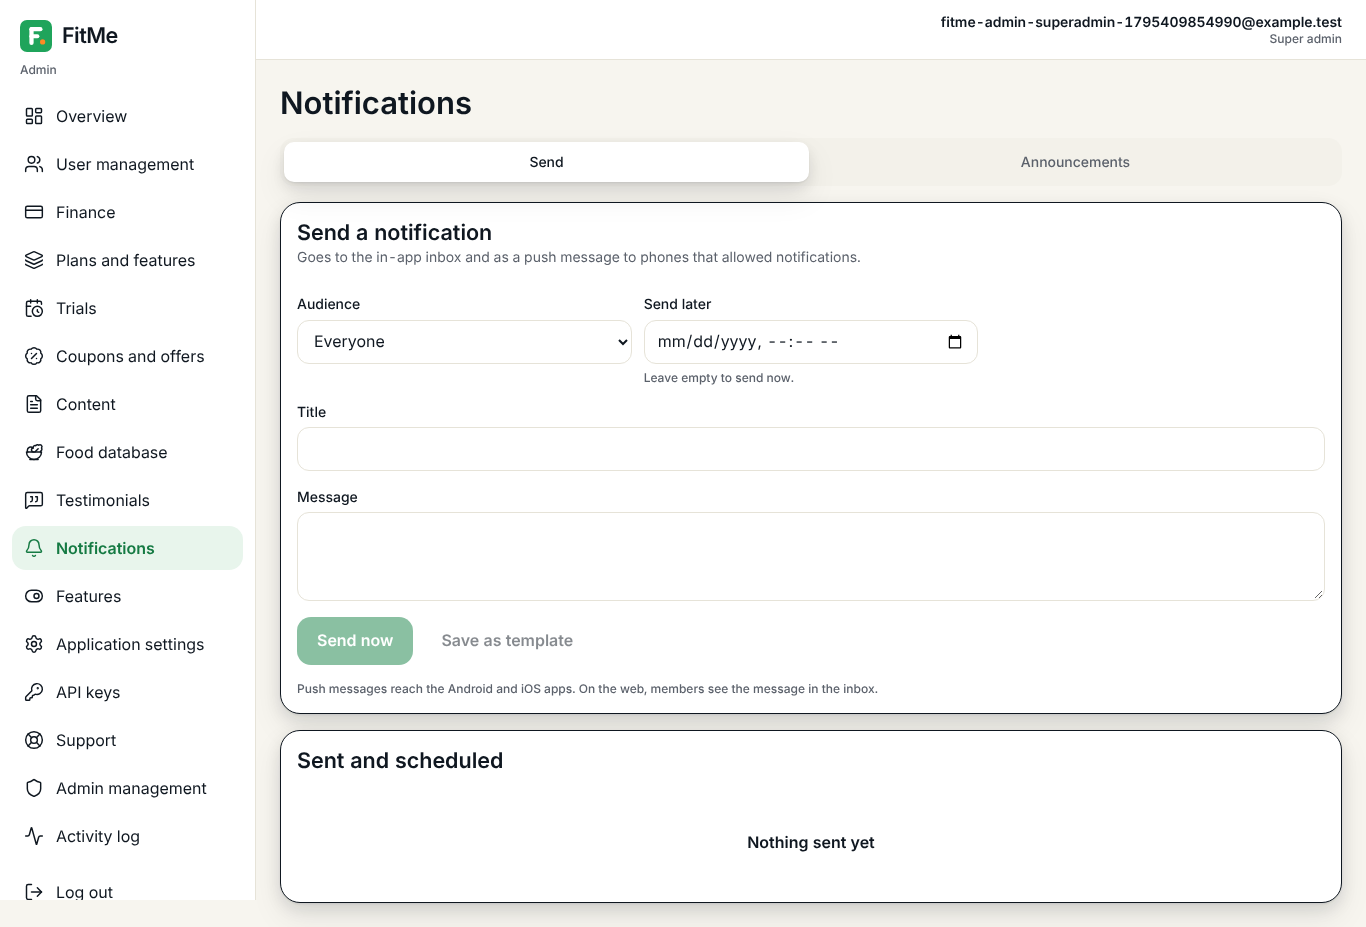 FitMe
Admin
Overview
User management
Finance
Plans and features
Trials
Coupons and offers
Content
Food database
Testimonials
Notifications
Features
Application settings
API keys
Support
Admin management
Activity log
Log out
fitme-admin-superadmin-1795409854990@example.test
Super admin
Notifications
Send
Announcements
Send a notification
Goes to the in-app inbox and as a push message to phones that allowed notifications.
Audience
Send later
Everyone
mm/dd/yyyy, --:-- --
Leave empty to send now.
Title
Message
Send now
Save as template
Push messages reach the Android and iOS apps. On the web, members see the message in the inbox.
Sent and scheduled
Nothing sent yet